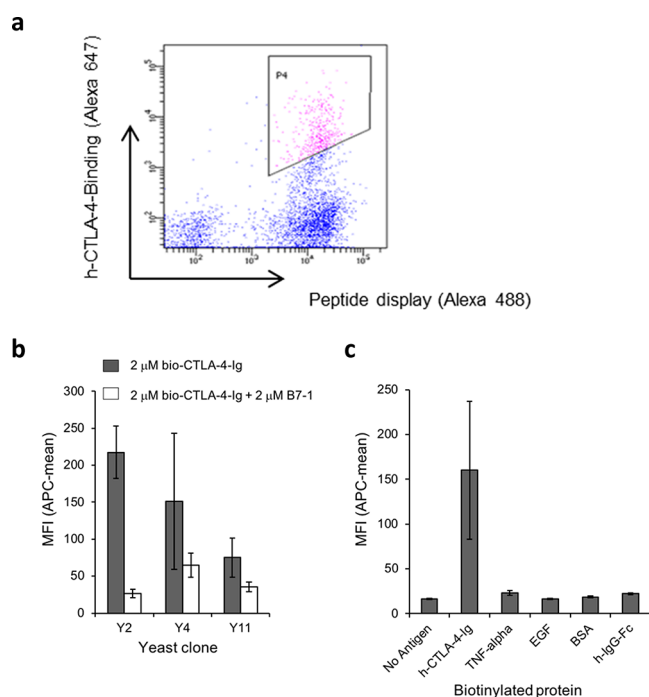 a
h-CTLA-4-Binding (Alexa 647)
P4
10^5
10^4
10^3
10^2
10^2 10^3 10^4 10^5
Peptide display (Alexa 488)
b
2 μM bio-CTLA-4-Ig
2 μM bio-CTLA-4-Ig + 2 μM B7-1
MFI (APC-mean)
300
250
200
150
100
50
0
Y2 Y4 Y11
Yeast clone
c
MFI (APC-mean)
250
200
150
100
50
0
No Antigen
h-CTLA-4-Ig
TNF-alpha
EGF
BSA
h-IgG-Fc
Biotinylated protein